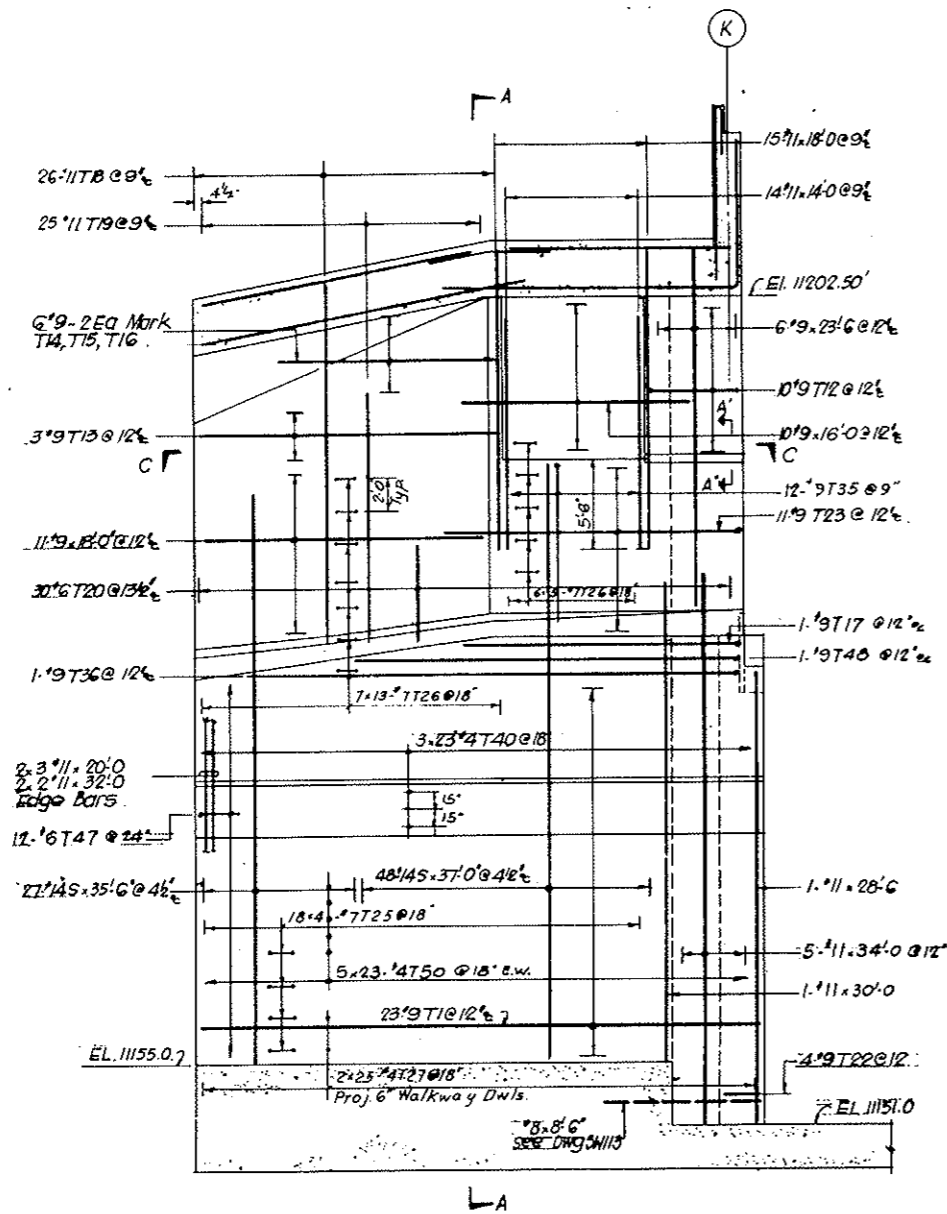 K
A
15-#11x18'-0@9"¢
26-#11T18@9"¢
4½"
14-#11x14'-0@9"¢
25-#11T19@9"¢
EL. 11202.50'
6-#9-2 Ea Mark
T14, T15, T16
6-#9x23'-6@12"¢
10-#9T12@12"¢
A'
3-#9T13@12"¢
10-#9x16'-0@12"¢
C
C
2'-0
Typ.
A"
12-#9T35@9"
5'-8"
11-#9T23@12"¢
11-#9x18'-0"@12"¢
30-#6T20@13½"¢
6-3-#7T26@18"
1-#9T17 @12"
1-#9T48 @12"
1-#9T36@12"¢
7x13-#7T26@18"
3x23-#4T40@18
2x3-#11x20'-0
2x2-#11x32'-0
Edge Bars
15"
15"
12-#6T47 @24"
27-#14Sx35'-6"@4½"¢
48-#14Sx37'-0"@4½"¢
1-#11x28'-6
18x4-#7T25@18"
5-#11x34'-0@12"
5x23-#4T50 @18" e.w.
1-#11x30'-0
23-#9T1@12"¢
EL. 11155.0
4-#9T22@12
2x23-#4T27@18"
Proj. 6" Walkway Dwls.
#8x8'-6"
EL 11151.0
see Dwg
A